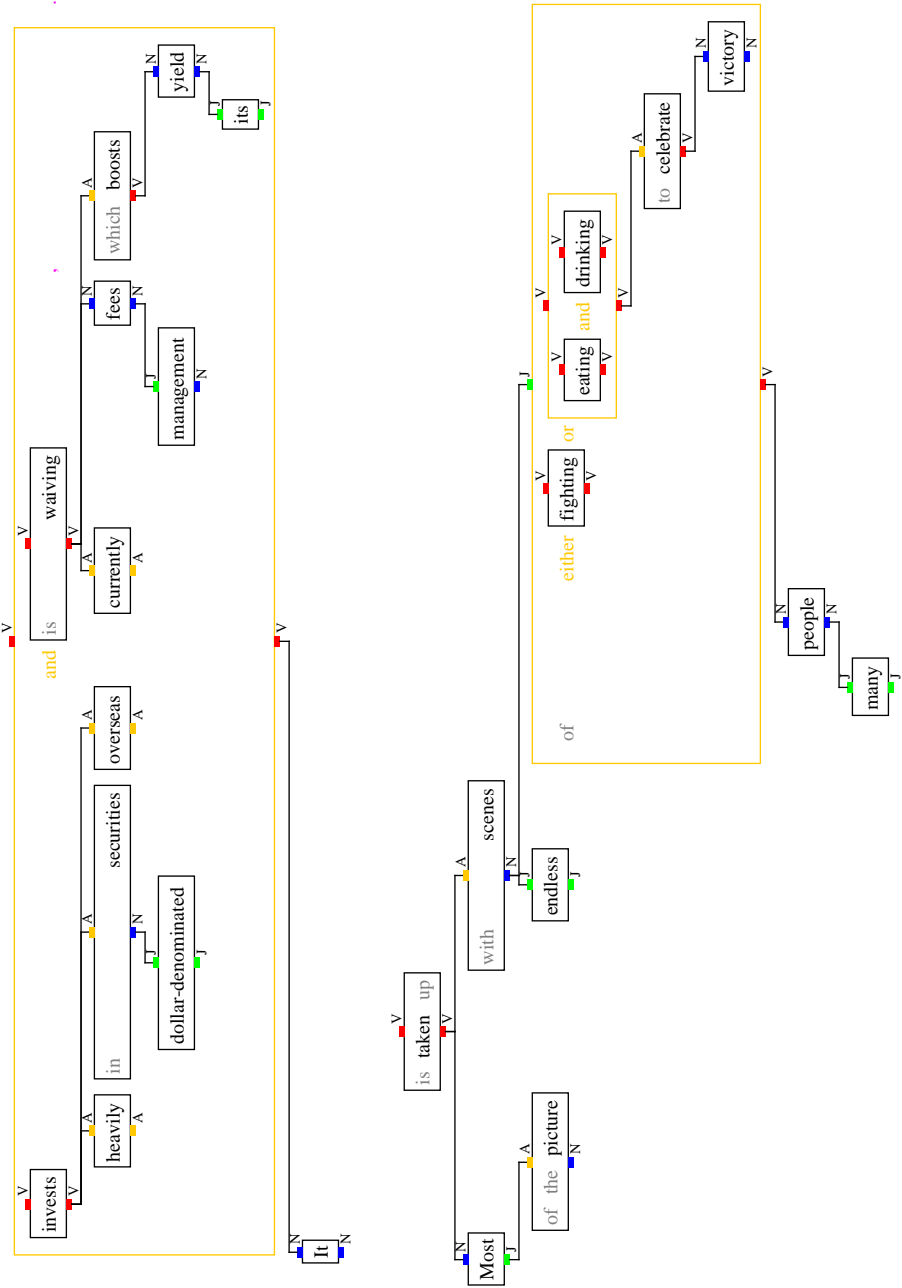 V
V V
invests and is waiving , .
V V
A A A A N A
heavily in securities overseas currently fees which boosts
A N A A N V
J J N
dollar-denominated management yield
J N N
J
its
J
V
N
It
N
V
is taken up
V
N A
Most with scenes
J N
A J J
V V
V V
of the picture endless of either fighting or eating and drinking
N J V V V
V
A
to celebrate
V
N
victory
N
V
N
people
N
J
many
J